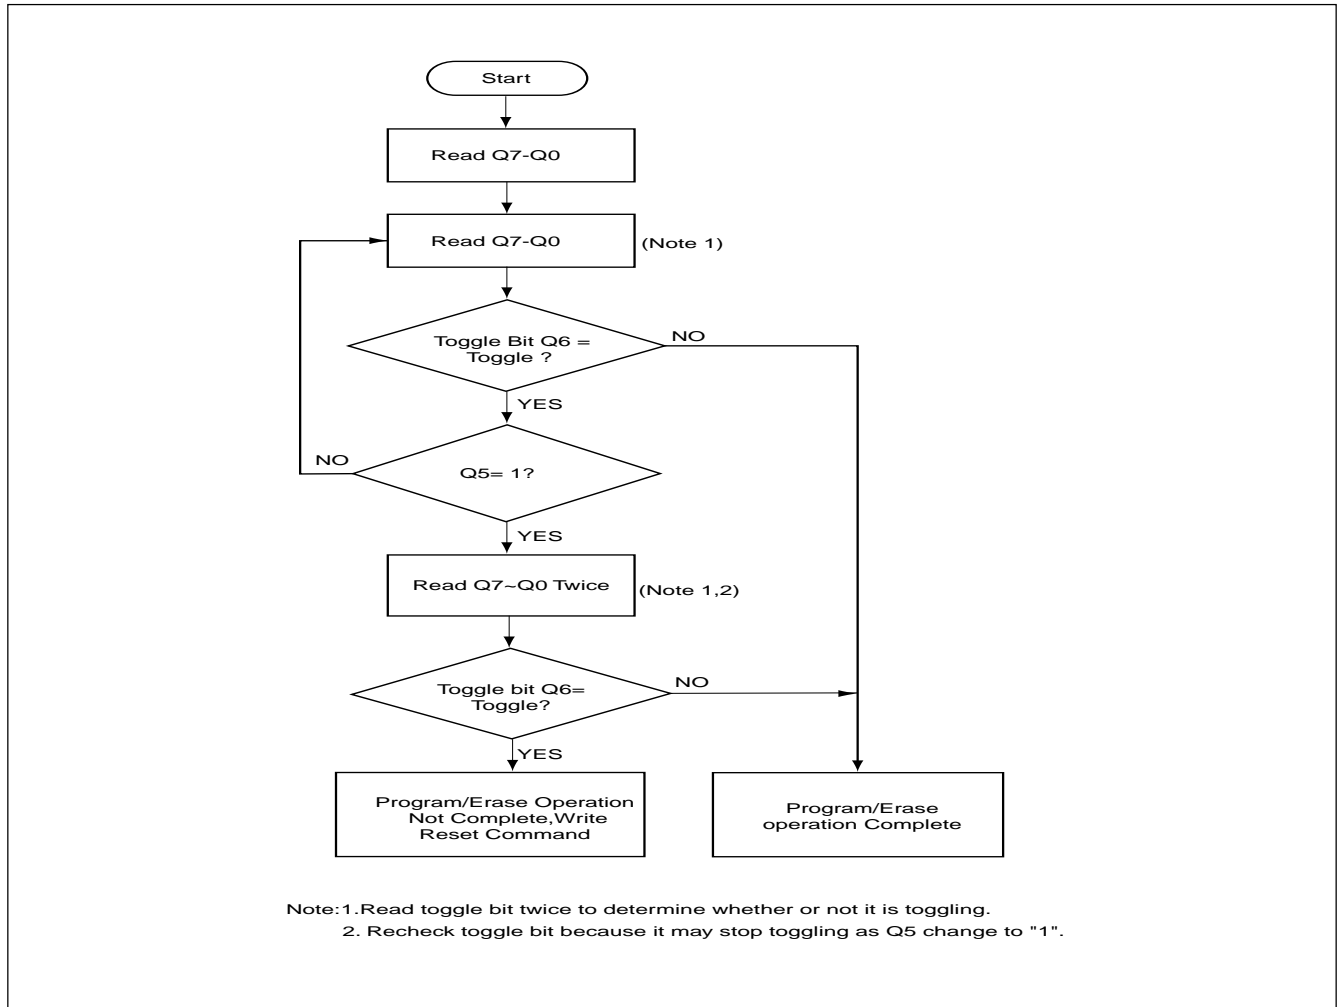 Start
Read Q7-Q0
Read Q7-Q0
(Note 1)
Toggle Bit Q6 =
Toggle ?
NO
YES
NO
Q5= 1?
YES
Read Q7~Q0 Twice
(Note 1,2)
Toggle bit Q6=
Toggle?
NO
YES
Program/Erase Operation
Not Complete,Write
Reset Command
Program/Erase
operation Complete
Note:1.Read toggle bit twice to determine whether or not it is toggling.
2. Recheck toggle bit because it may stop toggling as Q5 change to "1".